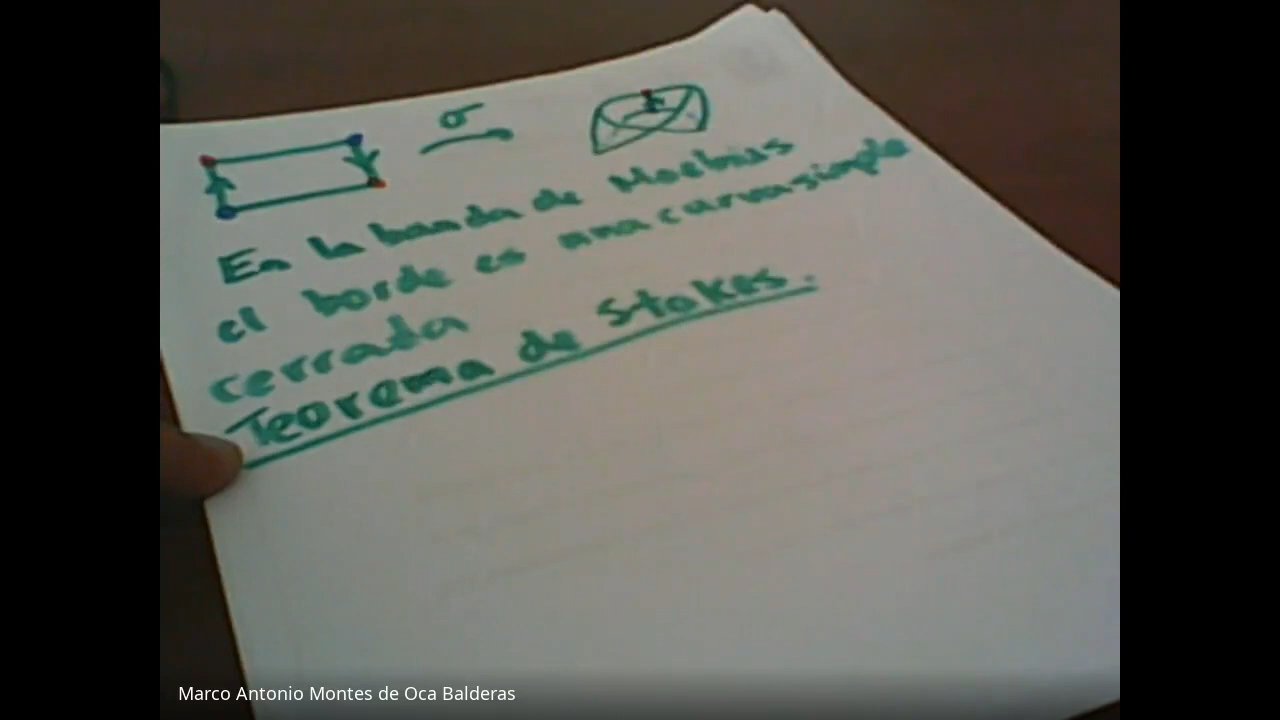 σ
En la banda de Moebius
el borde es una curva simple
cerrada
Teorema de Stokes.
Marco Antonio Montes de Oca Balderas